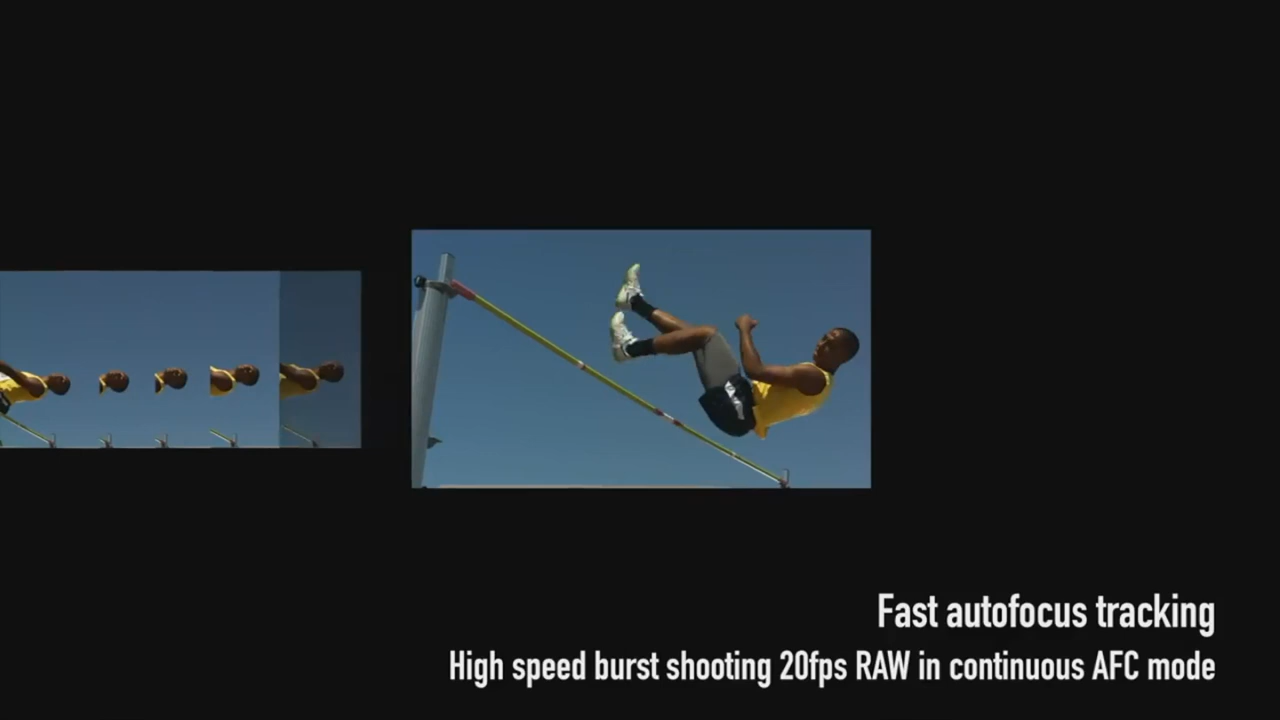 Fast autofocus tracking
High speed burst shooting 20fps RAW in continuous AFC mode